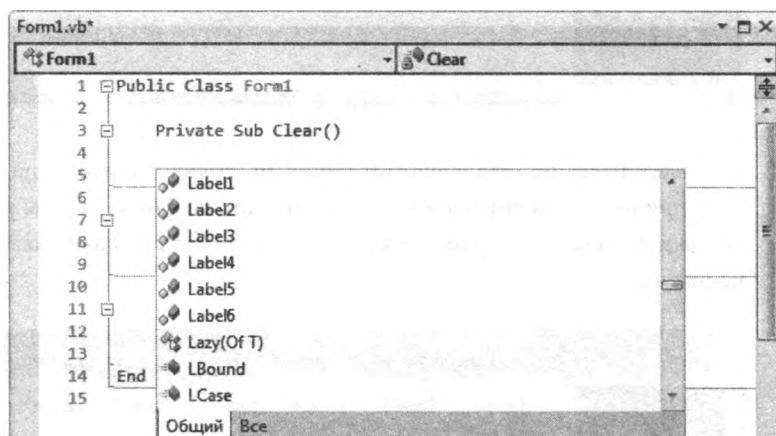 Form1.vb*
Form1 Clear
1 Public Class Form1
2
3 Private Sub Clear()
4
5 Label1
6 Label2
7 Label3
8 Label4
9 Label5
10 Label6
11 Lazy(Of T)
12 LBound
13 LCase
14 End
15
Общий Все